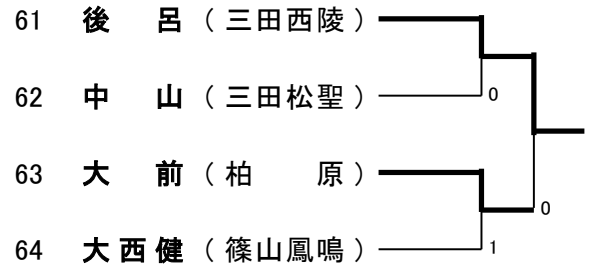 61 後 呂 （ 三田西陵 ）
62 中 山 （ 三田松聖 ） 0
63 大 前 （ 柏 原 ）
0
64 大西健 （ 篠山鳳鳴 ） 1